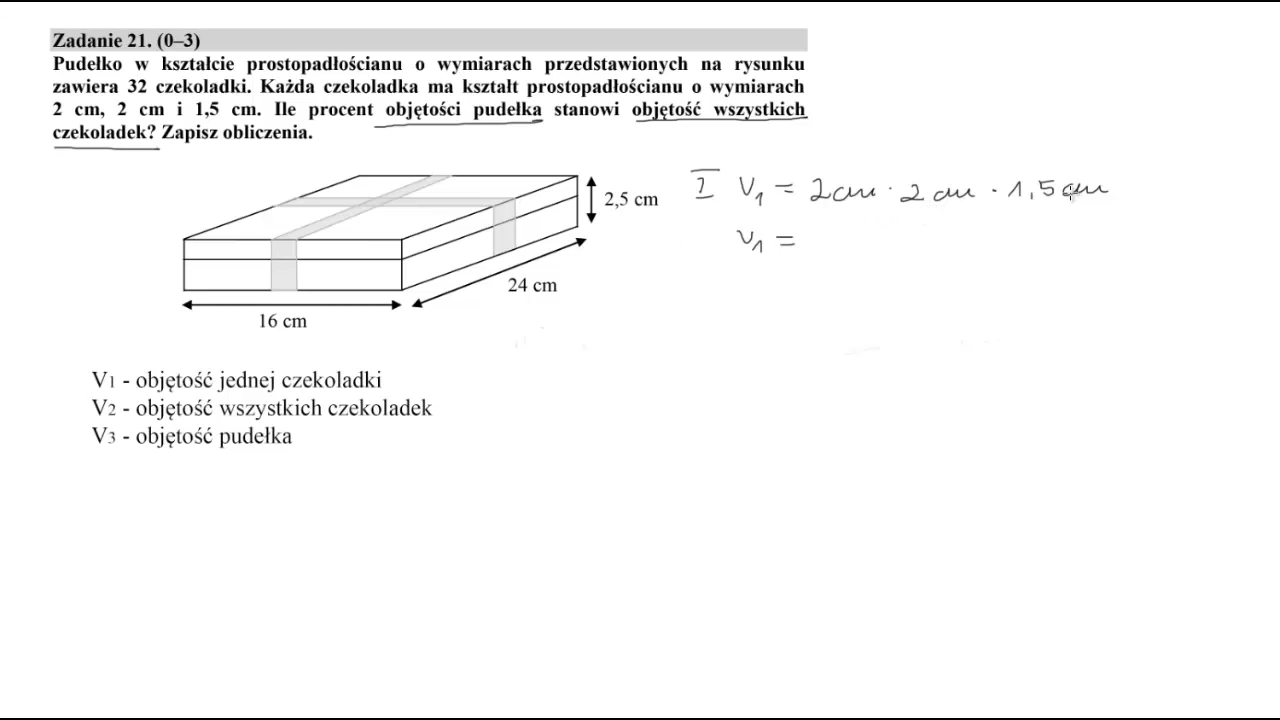 Zadanie 21. (0–3)
Pudełko w kształcie prostopadłościanu o wymiarach przedstawionych na rysunku
zawiera 32 czekoladki. Każda czekoladka ma kształt prostopadłościanu o wymiarach
2 cm, 2 cm i 1,5 cm. Ile procent objętości pudełka stanowi objętość wszystkich
czekoladek? Zapisz obliczenia.
2,5 cm
24 cm
16 cm
I V1 = 2cm · 2 cm · 1,5 cm
V1 =
V1 - objętość jednej czekoladki
V2 - objętość wszystkich czekoladek
V3 - objętość pudełka